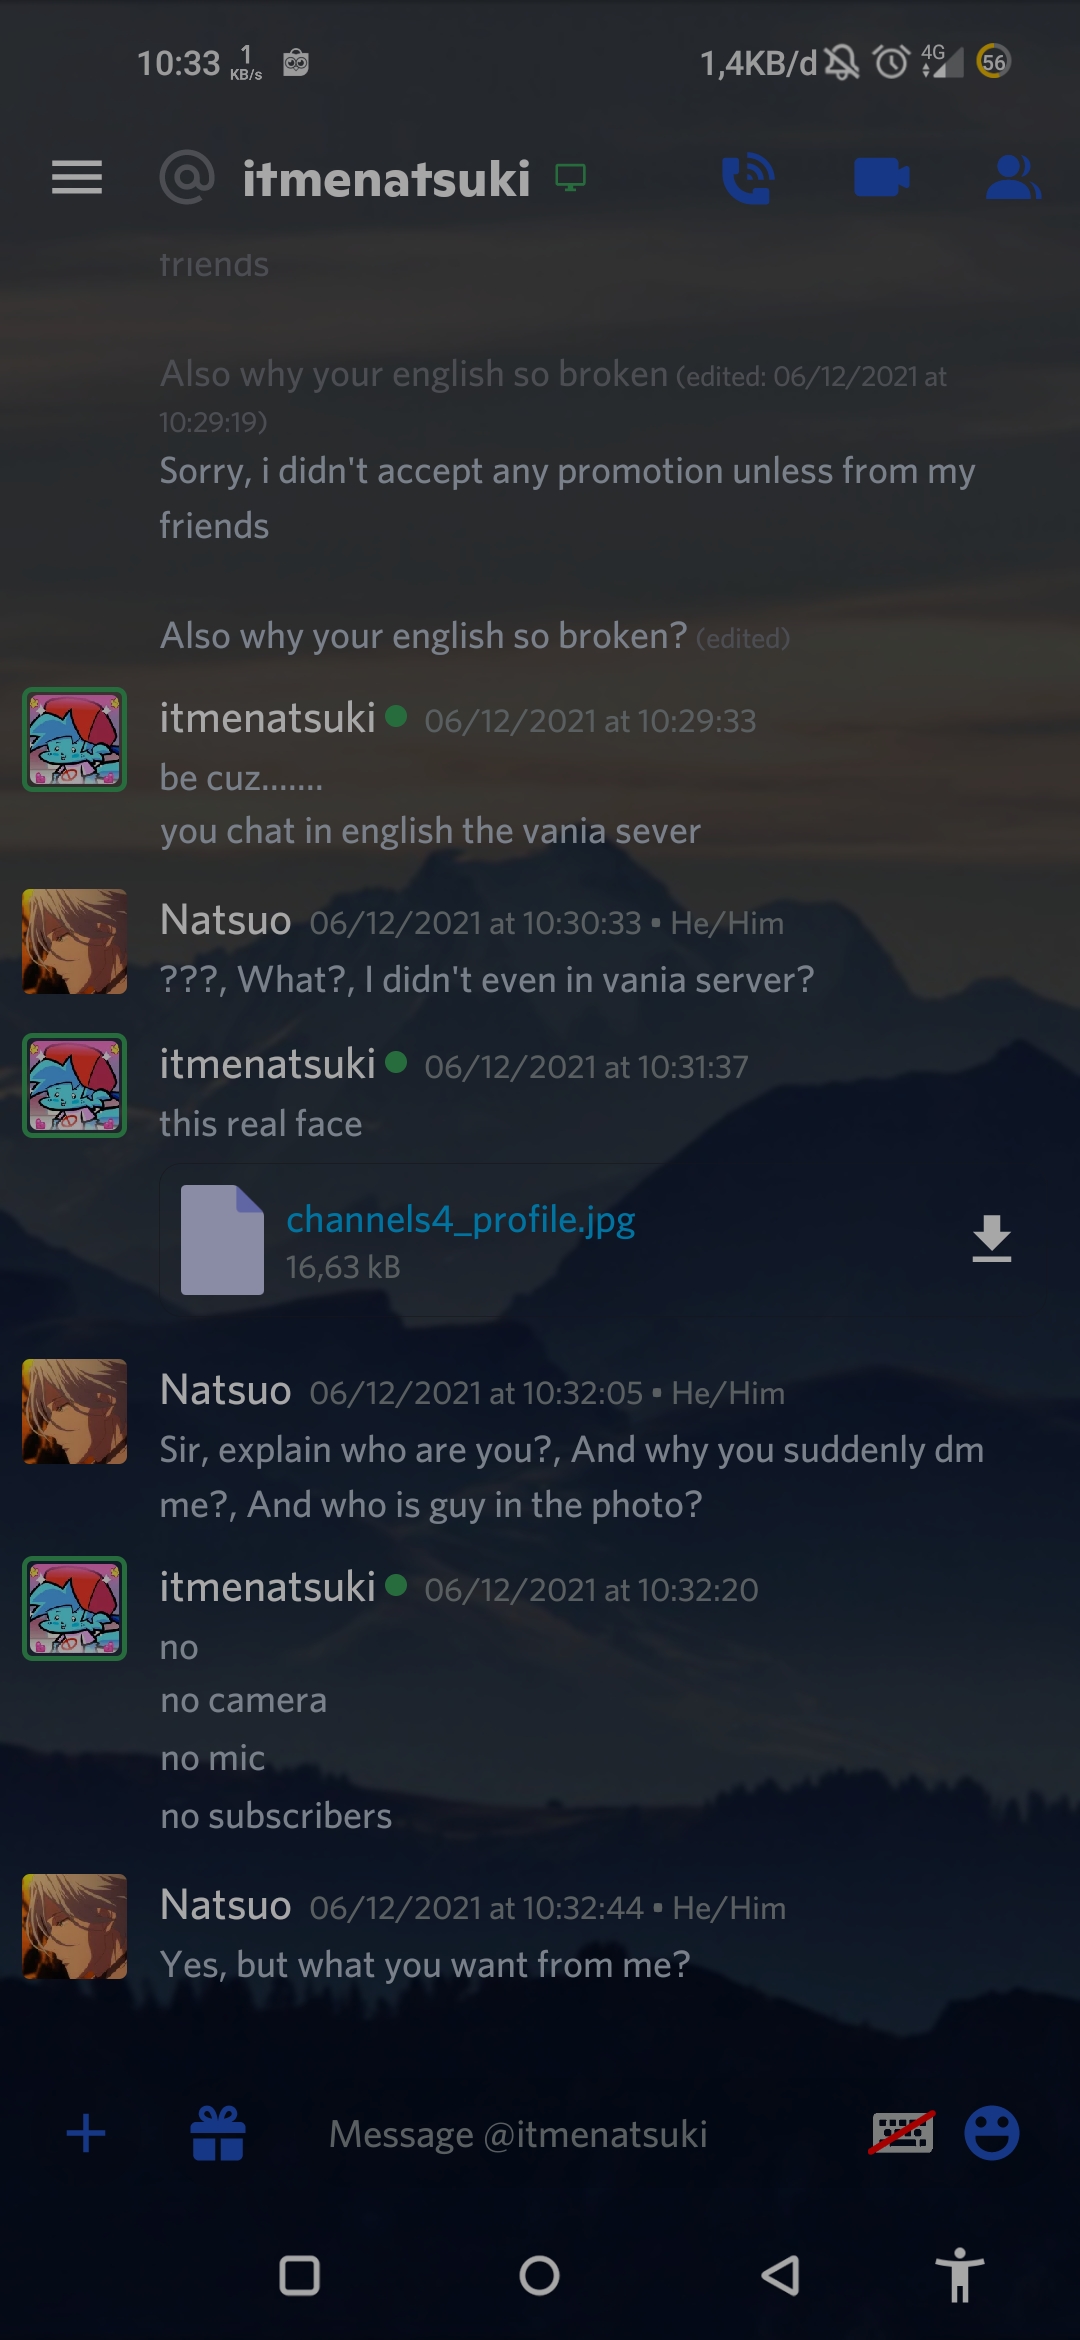 10:33 1 KB/s 1,4KB/d 4G 56
itmenatsuki
friends
Also why your english so broken (edited: 06/12/2021 at
10:29:19)
Sorry, i didn't accept any promotion unless from my
friends
Also why your english so broken? (edited)
itmenatsuki 06/12/2021 at 10:29:33
be cuz.......
you chat in english the vania sever
Natsuo 06/12/2021 at 10:30:33 • He/Him
???, What?, I didn't even in vania server?
itmenatsuki 06/12/2021 at 10:31:37
this real face
channels4_profile.jpg
16,63 kB
Natsuo 06/12/2021 at 10:32:05 • He/Him
Sir, explain who are you?, And why you suddenly dm
me?, And who is guy in the photo?
itmenatsuki 06/12/2021 at 10:32:20
no
no camera
no mic
no subscribers
Natsuo 06/12/2021 at 10:32:44 • He/Him
Yes, but what you want from me?
Message @itmenatsuki